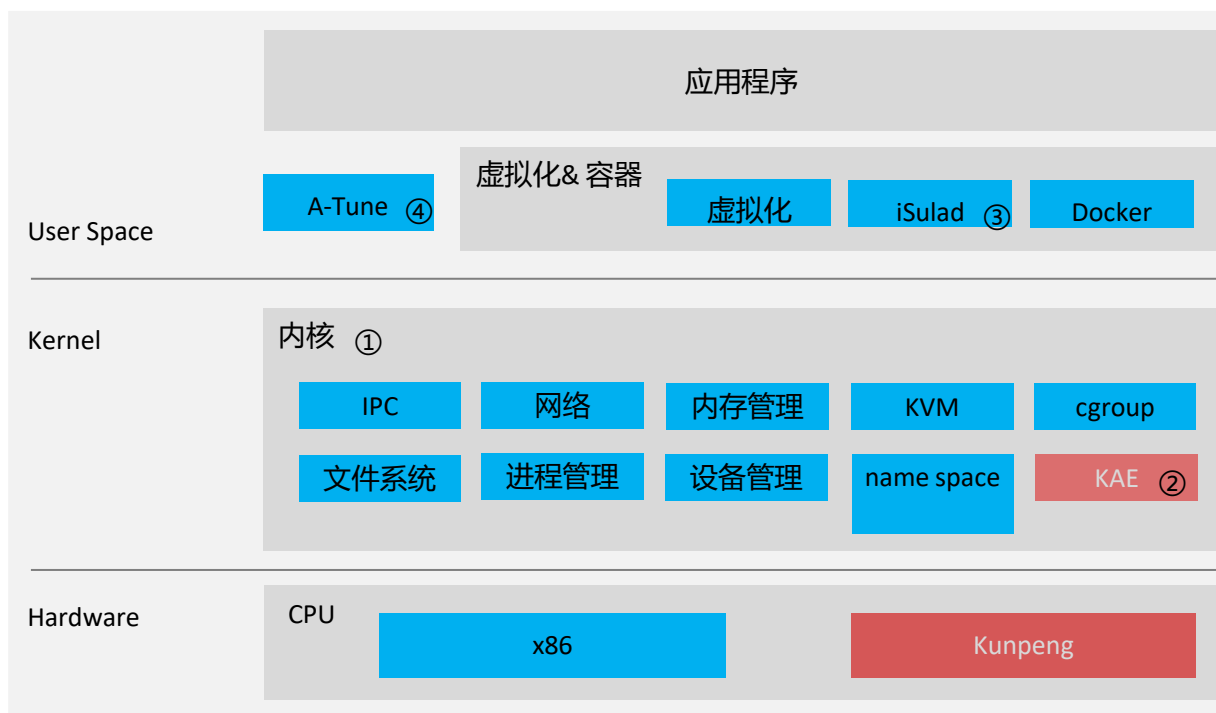 应用程序
User Space
A-Tune ④
虚拟化& 容器
虚拟化
iSulad ③
Docker
Kernel
内核 ①
IPC
网络
内存管理
KVM
cgroup
文件系统
进程管理
设备管理
name space
KAE ②
Hardware
CPU
x86
Kunpeng